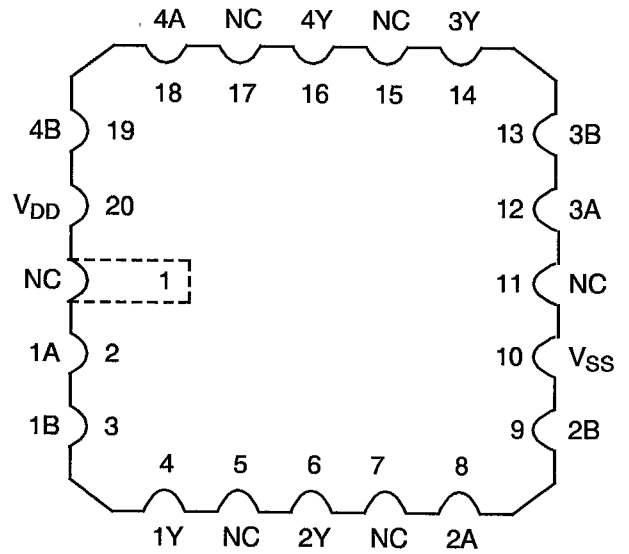 4A NC 4Y NC 3Y
18 17 16 15 14
4B 19 13 3B
VDD 20 12 3A
NC 1 11 NC
1A 2 10 VSS
1B 3 9 2B
4 5 6 7 8
1Y NC 2Y NC 2A